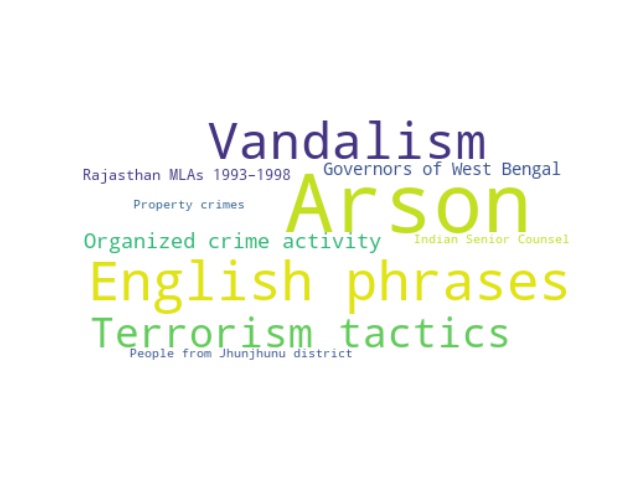 Vandalism
Governors of West Bengal
Rajasthan MLAs 1993–1998
Arson
Property crimes
Organized crime activity
Indian Senior Counsel
English phrases
Terrorism tactics
People from Jhunjhunu district